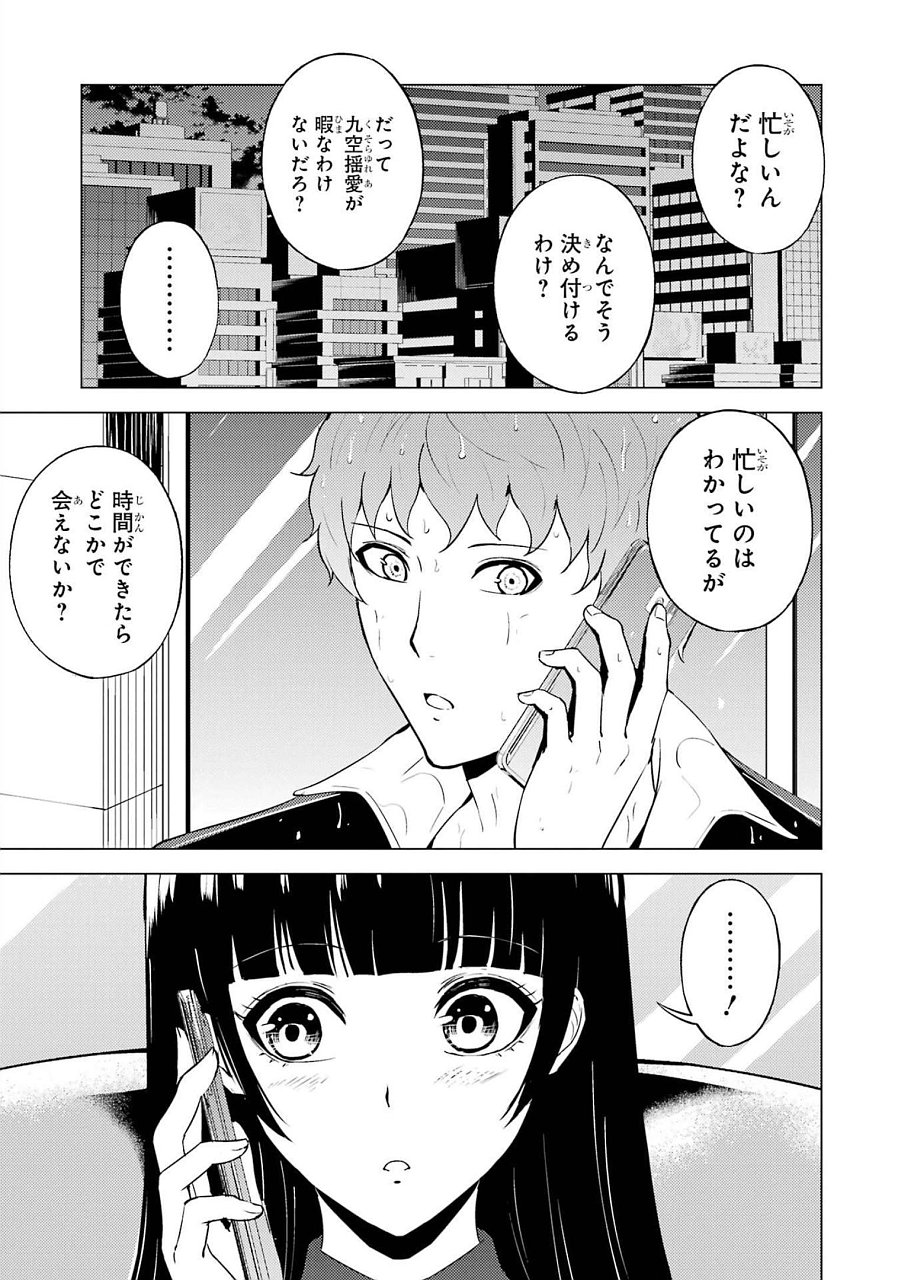 忙しいん
だよな?
なんでそう
決め付ける
わけ?
だって
九空揺愛が
暇なわけ
ないだろ?
…………
忙しいのは
わかってるが
時間ができたら
どこかで
会えないか?
………!